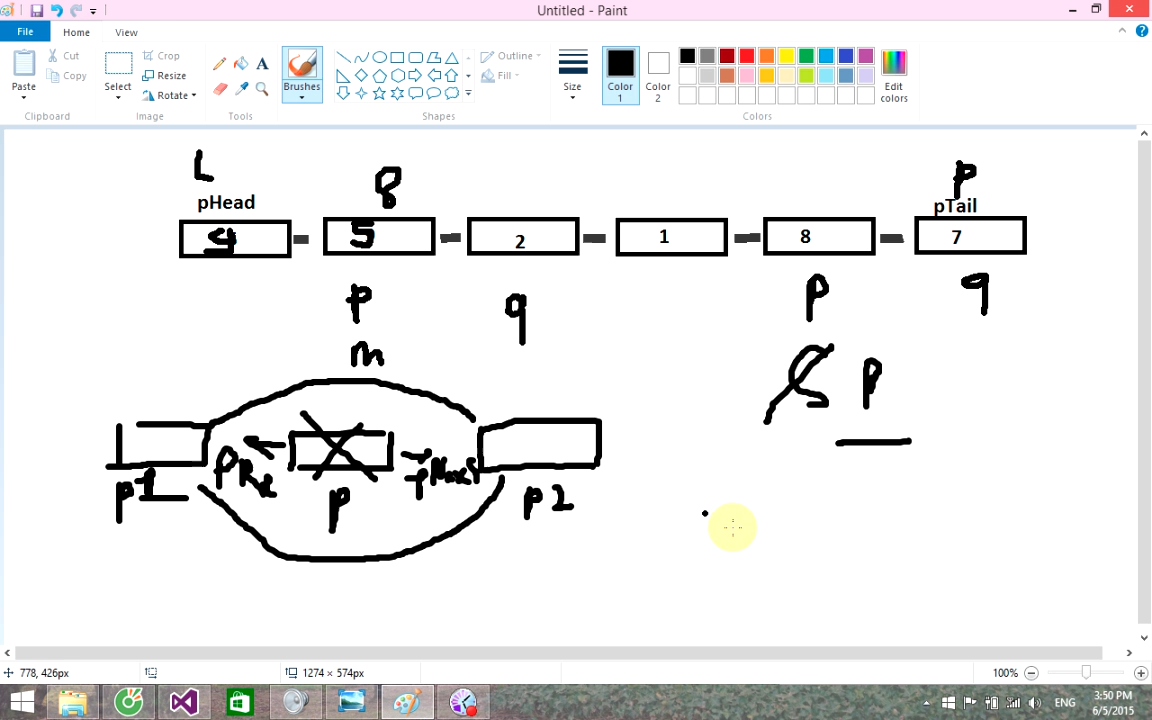 Untitled - Paint
File Home View
Paste Cut Copy Select Crop Resize Rotate Brushes Outline Fill Size Color 1 Color 2 Edit colors
Clipboard Image Tools Shapes Colors
L 8 P
pHead pTail
9 5 2 1 8 7
p q p q
m
p
pRe pNext
p1 p p2
778, 426px 1274 × 574px 100%
ENG 3:50 PM
6/5/2015